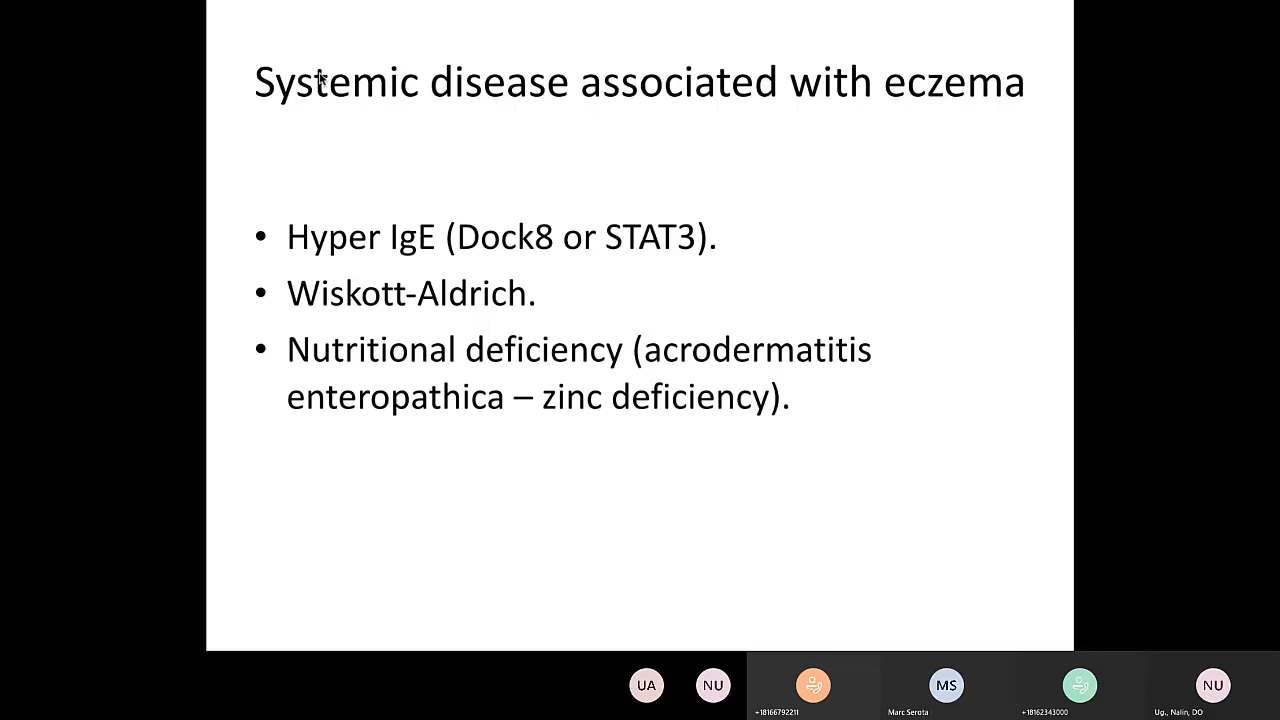 Systemic disease associated with eczema
• Hyper IgE (Dock8 or STAT3).
• Wiskott-Aldrich.
• Nutritional deficiency (acrodermatitis
enteropathica – zinc deficiency).
UA
NU
MS
NU
+18166792211
Marc Serota
+18162343000
Ug., Nalin, DO